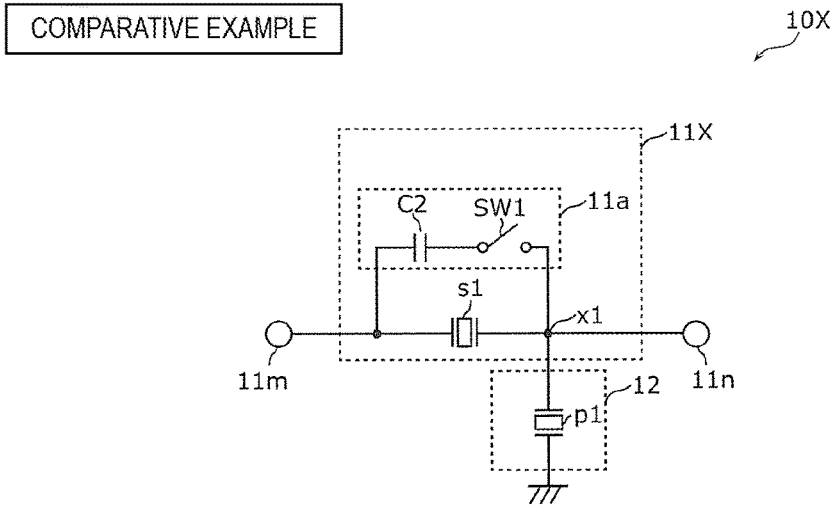 COMPARATIVE EXAMPLE
10X
11X
11a
C2
SW1
s1
x1
11m
11n
12
p1